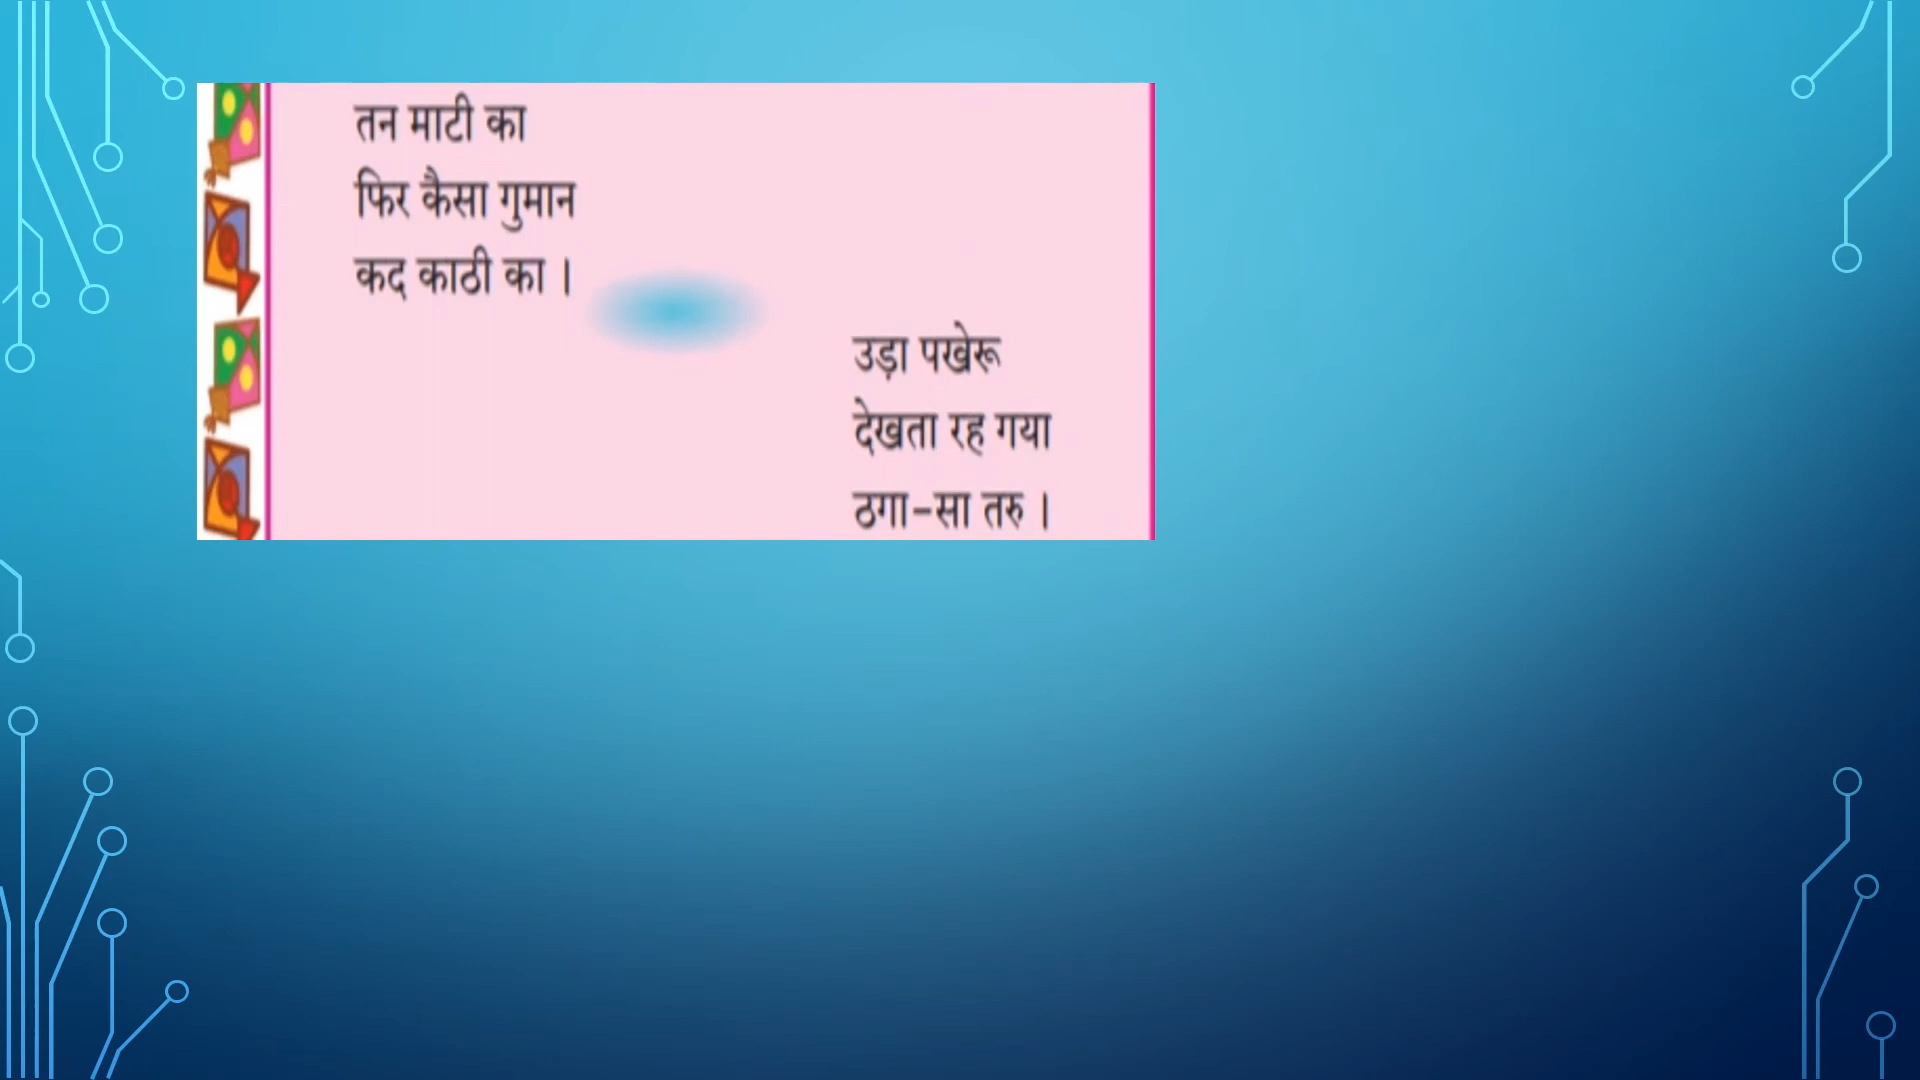 तन माटी का
फिर कैसा गुमान
कद काठी का ।
उड़ा पखेरू
देखता रह गया
ठगा-सा तरु ।